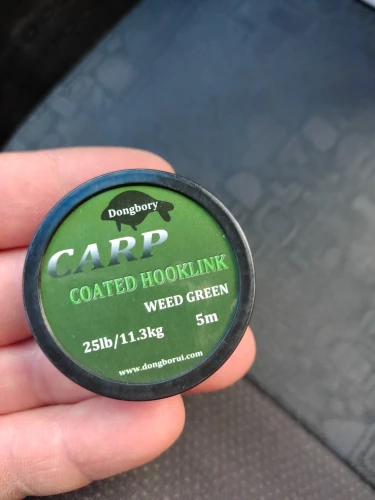 Dongbory
CARP
COATED HOOKLINK
WEED GREEN
25lb/11.3kg 5m
www.dongborui.com